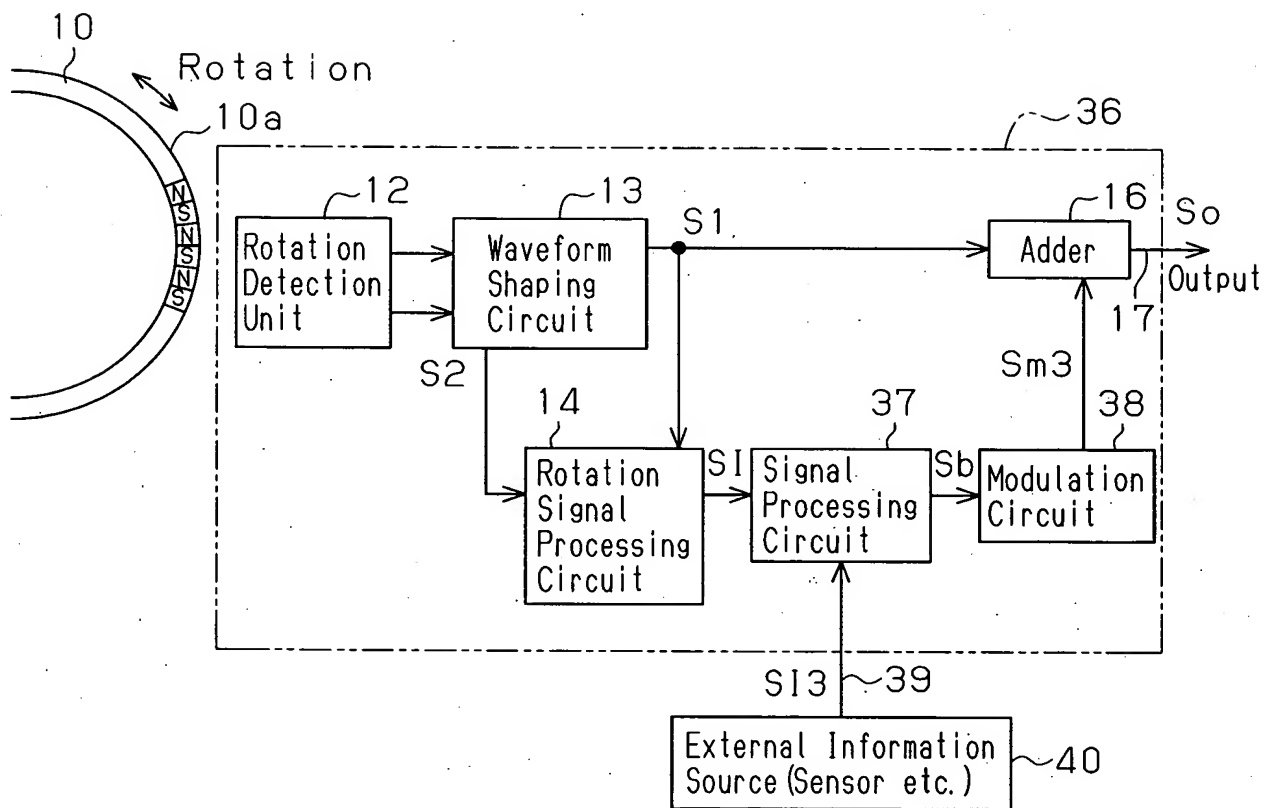 10
Rotation
10a
36
N
S
N
S
N
S
12
13
16
S1
So
Rotation
Detection
Unit
Waveform
Shaping
Circuit
Adder
Output
17
S2
Sm3
14
37
38
Rotation
Signal
Processing
Circuit
SI
Signal
Processing
Circuit
Sb
Modulation
Circuit
SI3
39
External Information
Source (Sensor etc.)
40